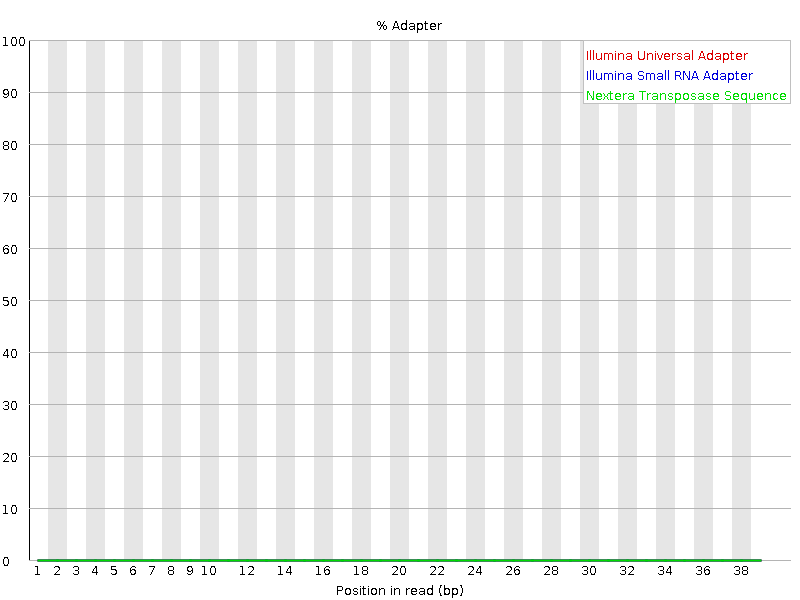 % Adapter
100
Illumina Universal Adapter
Illumina Small RNA Adapter
Nextera Transposase Sequence
90
80
70
60
50
40
30
20
10
0
1 2 3 4 5 6 7 8 9 10 12 14 16 18 20 22 24 26 28 30 32 34 36 38
Position in read (bp)